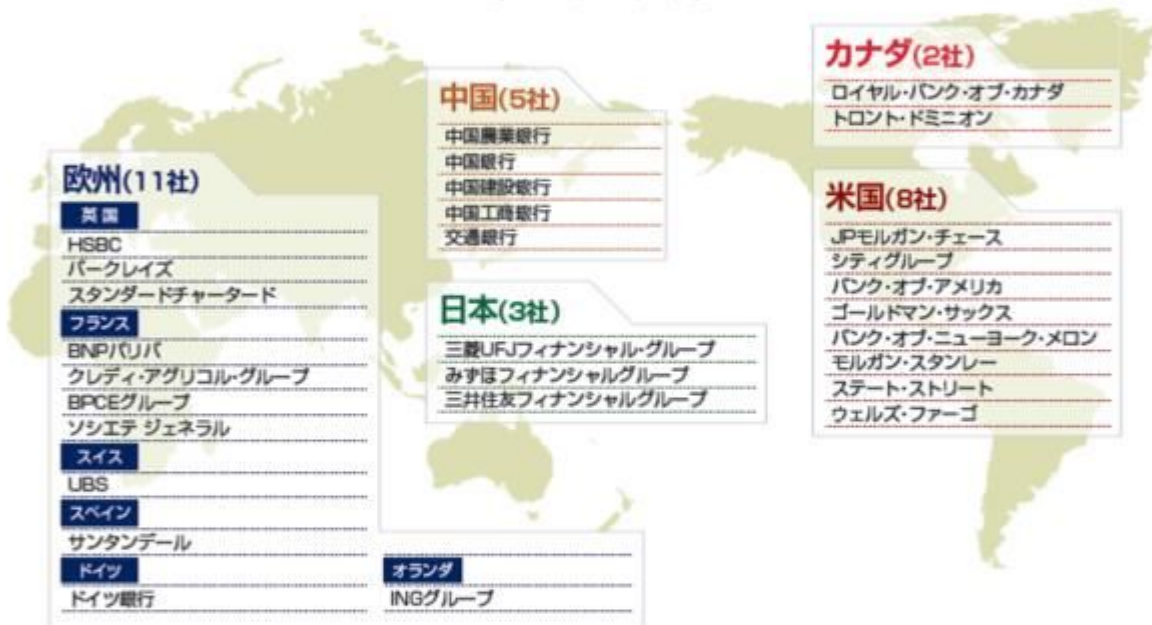 欧州(11社)
英国
HSBC
バークレイズ
スタンダードチャータード
フランス
BNPパリバ
クレディ・アグリコル・グループ
BPCEグループ
ソシエテ ジェネラル
スイス
UBS
スペイン
サンタンデール
ドイツ
ドイツ銀行
オランダ
INGグループ
中国(5社)
中国農業銀行
中国銀行
中国建設銀行
中国工商銀行
交通銀行
日本(3社)
三菱UFJフィナンシャル・グループ
みずほフィナンシャルグループ
三井住友フィナンシャルグループ
カナダ(2社)
ロイヤル・バンク・オブ・カナダ
トロント・ドミニオン
米国(8社)
JPモルガン・チェース
シティグループ
バンク・オブ・アメリカ
ゴールドマン・サックス
バンク・オブ・ニューヨーク・メロン
モルガン・スタンレー
ステート・ストリート
ウェルズ・ファーゴ